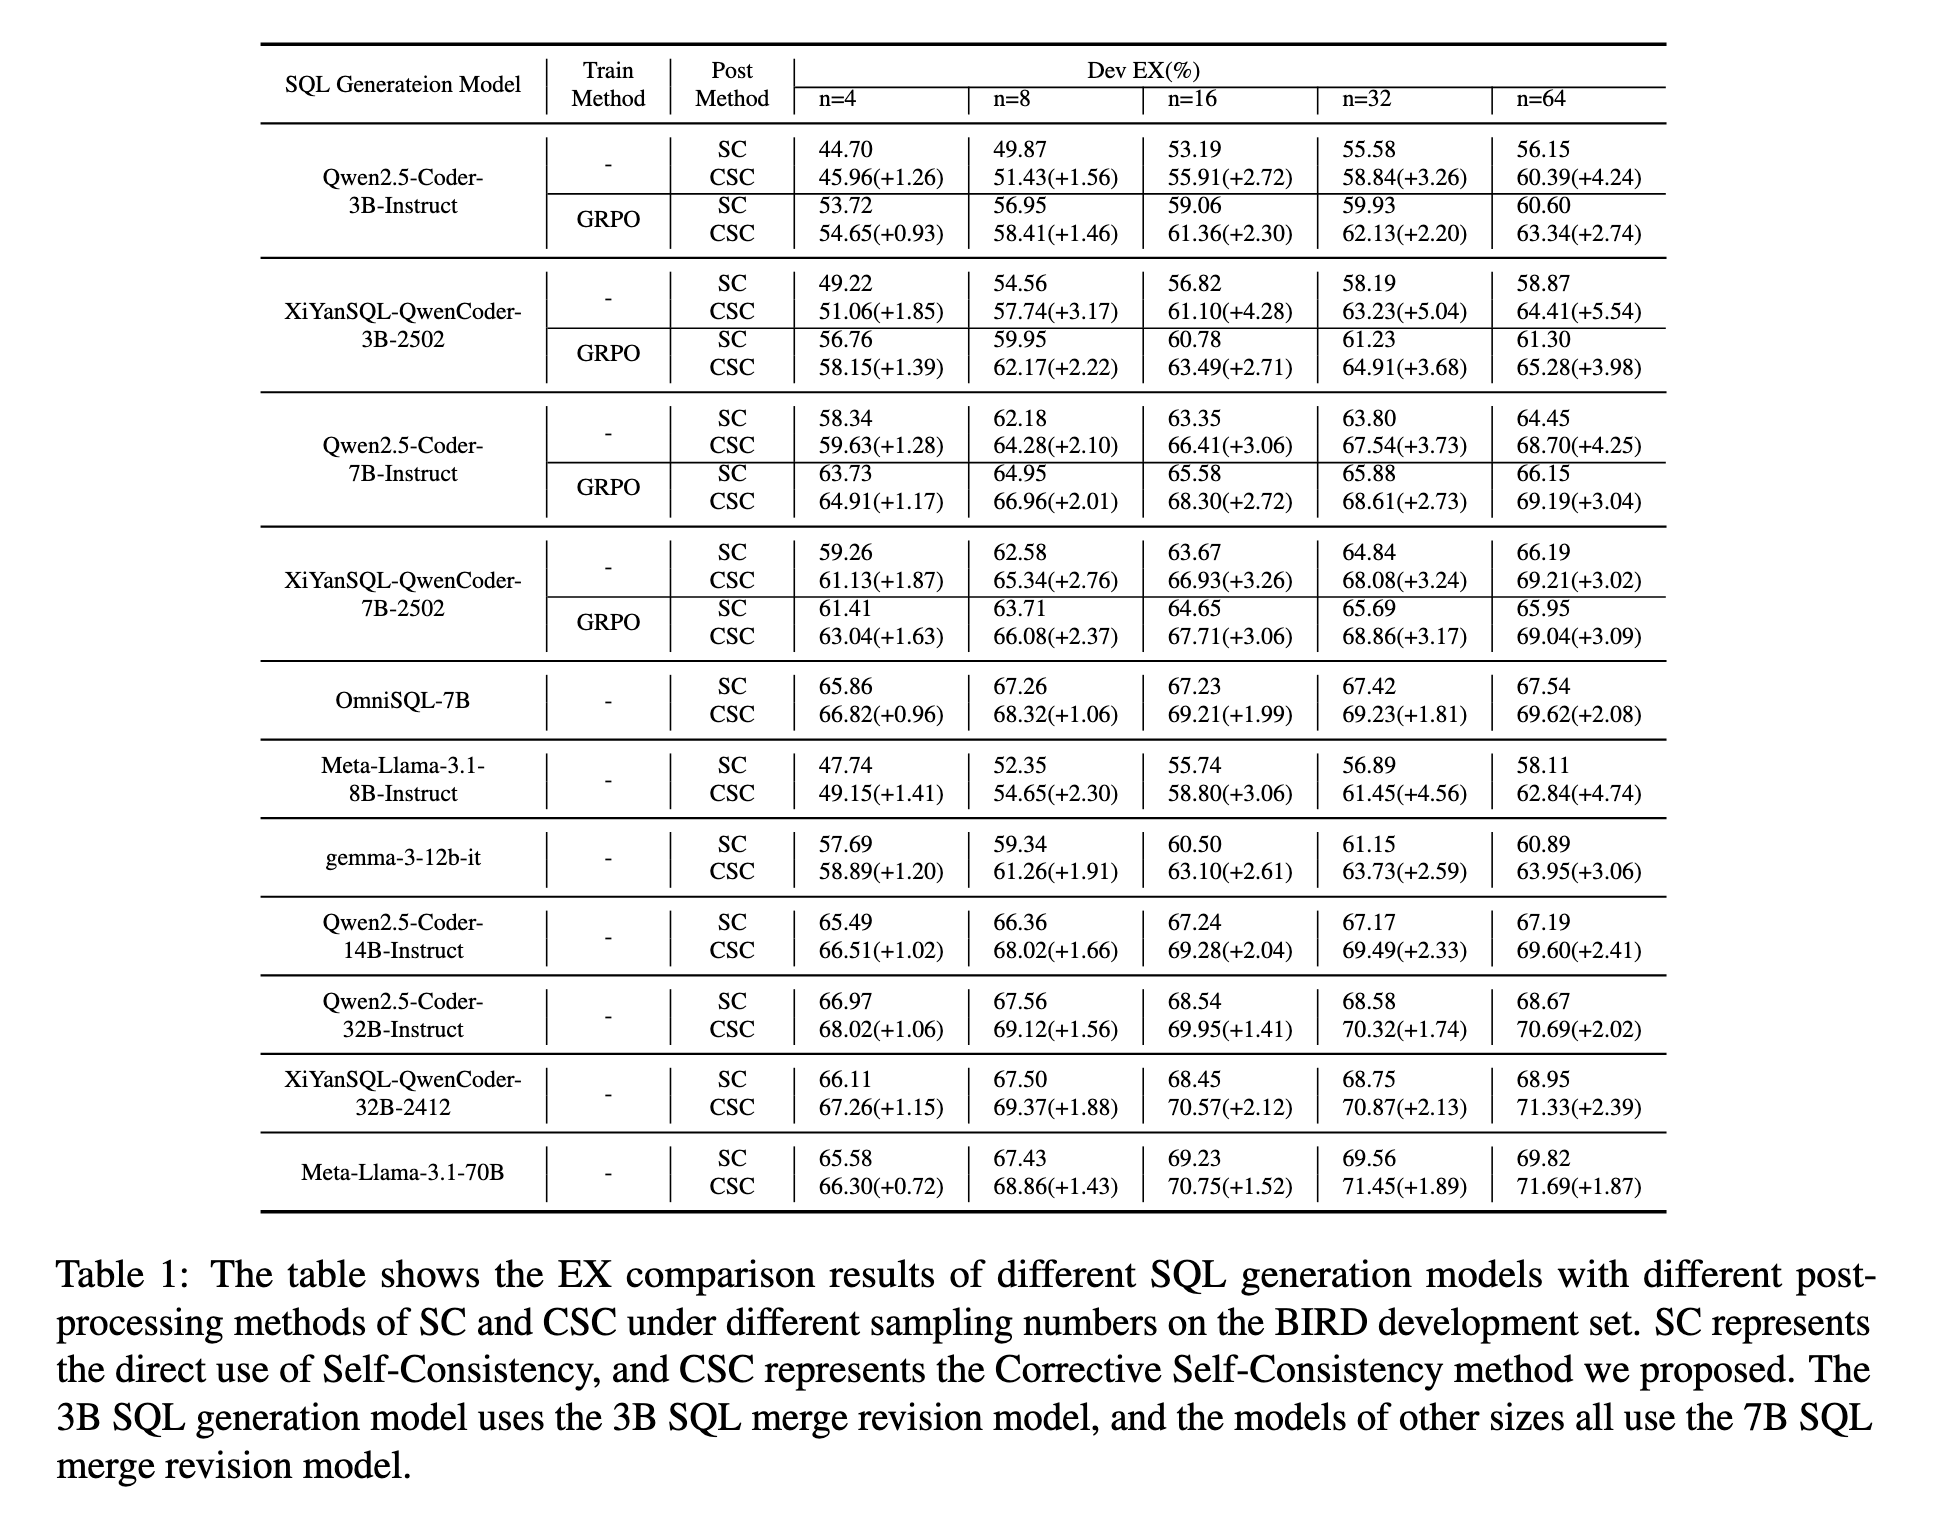 SQL Generateion Model Train Method Post Method Dev EX(%)
n=4 n=8 n=16 n=32 n=64
Qwen2.5-Coder-
3B-Instruct
-
SC 44.70 49.87 53.19 55.58 56.15
CSC 45.96(+1.26) 51.43(+1.56) 55.91(+2.72) 58.84(+3.26) 60.39(+4.24)
GRPO
SC 53.72 56.95 59.06 59.93 60.60
CSC 54.65(+0.93) 58.41(+1.46) 61.36(+2.30) 62.13(+2.20) 63.34(+2.74)
XiYanSQL-QwenCoder-
3B-2502
-
SC 49.22 54.56 56.82 58.19 58.87
CSC 51.06(+1.85) 57.74(+3.17) 61.10(+4.28) 63.23(+5.04) 64.41(+5.54)
GRPO
SC 56.76 59.95 60.78 61.23 61.30
CSC 58.15(+1.39) 62.17(+2.22) 63.49(+2.71) 64.91(+3.68) 65.28(+3.98)
Qwen2.5-Coder-
7B-Instruct
-
SC 58.34 62.18 63.35 63.80 64.45
CSC 59.63(+1.28) 64.28(+2.10) 66.41(+3.06) 67.54(+3.73) 68.70(+4.25)
GRPO
SC 63.73 64.95 65.58 65.88 66.15
CSC 64.91(+1.17) 66.96(+2.01) 68.30(+2.72) 68.61(+2.73) 69.19(+3.04)
XiYanSQL-QwenCoder-
7B-2502
-
SC 59.26 62.58 63.67 64.84 66.19
CSC 61.13(+1.87) 65.34(+2.76) 66.93(+3.26) 68.08(+3.24) 69.21(+3.02)
GRPO
SC 61.41 63.71 64.65 65.69 65.95
CSC 63.04(+1.63) 66.08(+2.37) 67.71(+3.06) 68.86(+3.17) 69.04(+3.09)
OmniSQL-7B
-
SC 65.86 67.26 67.23 67.42 67.54
CSC 66.82(+0.96) 68.32(+1.06) 69.21(+1.99) 69.23(+1.81) 69.62(+2.08)
Meta-Llama-3.1-
8B-Instruct
-
SC 47.74 52.35 55.74 56.89 58.11
CSC 49.15(+1.41) 54.65(+2.30) 58.80(+3.06) 61.45(+4.56) 62.84(+4.74)
gemma-3-12b-it
-
SC 57.69 59.34 60.50 61.15 60.89
CSC 58.89(+1.20) 61.26(+1.91) 63.10(+2.61) 63.73(+2.59) 63.95(+3.06)
Qwen2.5-Coder-
14B-Instruct
-
SC 65.49 66.36 67.24 67.17 67.19
CSC 66.51(+1.02) 68.02(+1.66) 69.28(+2.04) 69.49(+2.33) 69.60(+2.41)
Qwen2.5-Coder-
32B-Instruct
-
SC 66.97 67.56 68.54 68.58 68.67
CSC 68.02(+1.06) 69.12(+1.56) 69.95(+1.41) 70.32(+1.74) 70.69(+2.02)
XiYanSQL-QwenCoder-
32B-2412
-
SC 66.11 67.50 68.45 68.75 68.95
CSC 67.26(+1.15) 69.37(+1.88) 70.57(+2.12) 70.87(+2.13) 71.33(+2.39)
Meta-Llama-3.1-70B
-
SC 65.58 67.43 69.23 69.56 69.82
CSC 66.30(+0.72) 68.86(+1.43) 70.75(+1.52) 71.45(+1.89) 71.69(+1.87)
Table 1: The table shows the EX comparison results of different SQL generation models with different post-
processing methods of SC and CSC under different sampling numbers on the BIRD development set. SC represents
the direct use of Self-Consistency, and CSC represents the Corrective Self-Consistency method we proposed. The
3B SQL generation model uses the 3B SQL merge revision model, and the models of other sizes all use the 7B SQL
merge revision model.